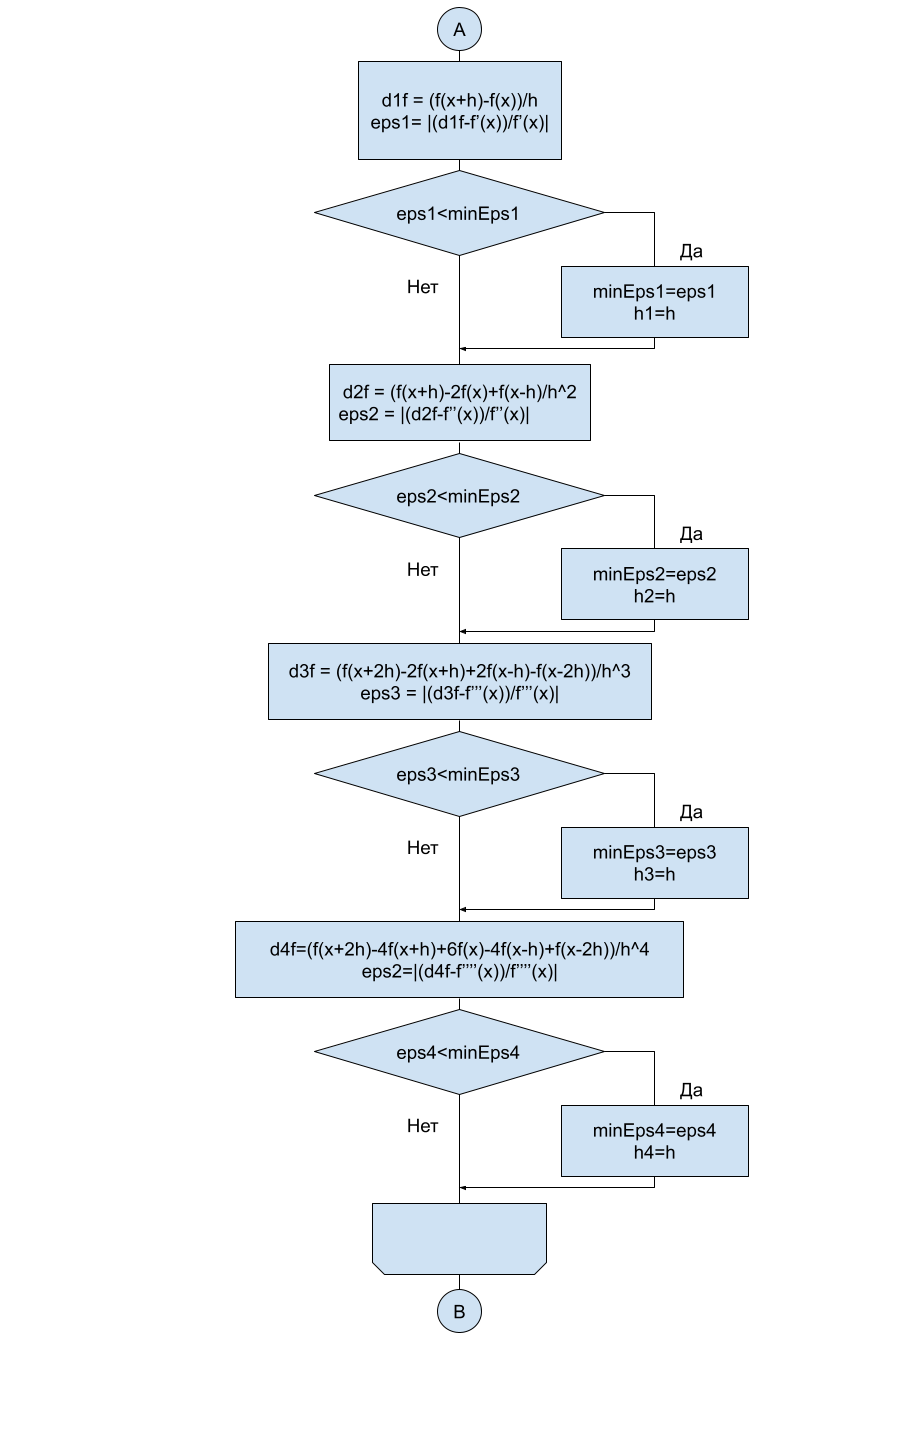 A
d1f = (f(x+h)-f(x))/h
eps1= |(d1f-f’(x))/f’(x)|
eps1<minEps1
Да
Нет
minEps1=eps1
h1=h
d2f = (f(x+h)-2f(x)+f(x-h)/h^2
eps2 = |(d2f-f’’(x))/f’’(x)|
eps2<minEps2
Да
Нет
minEps2=eps2
h2=h
d3f = (f(x+2h)-2f(x+h)+2f(x-h)-f(x-2h))/h^3
eps3 = |(d3f-f’’’(x))/f’’’(x)|
eps3<minEps3
Да
Нет
minEps3=eps3
h3=h
d4f=(f(x+2h)-4f(x+h)+6f(x)-4f(x-h)+f(x-2h))/h^4
eps2=|(d4f-f’’’’(x))/f’’’’(x)|
eps4<minEps4
Да
Нет
minEps4=eps4
h4=h
B